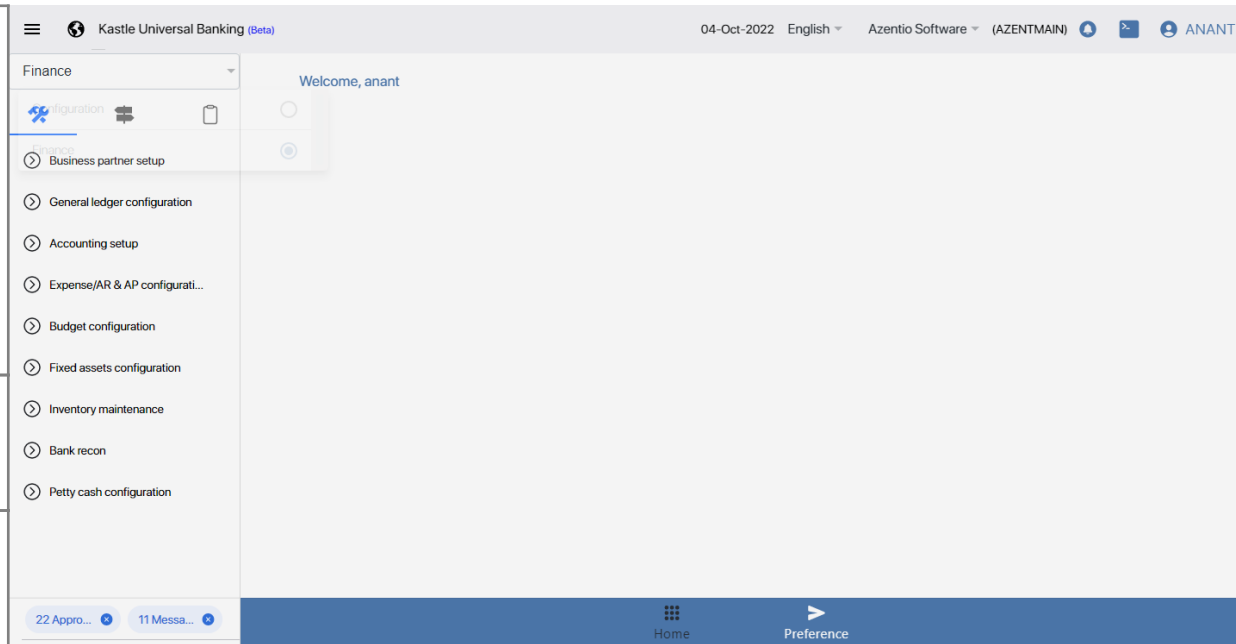 Kastle Universal Banking (Beta)
04-Oct-2022 English Azentio Software (AZENTMAIN) ANANT
Finance
Welcome, anant
Configuration
Finance
Business partner setup
General ledger configuration
Accounting setup
Expense/AR & AP configurati...
Budget configuration
Fixed assets configuration
Inventory maintenance
Bank recon
Petty cash configuration
22 Appro... 11 Messa...
Home Preference